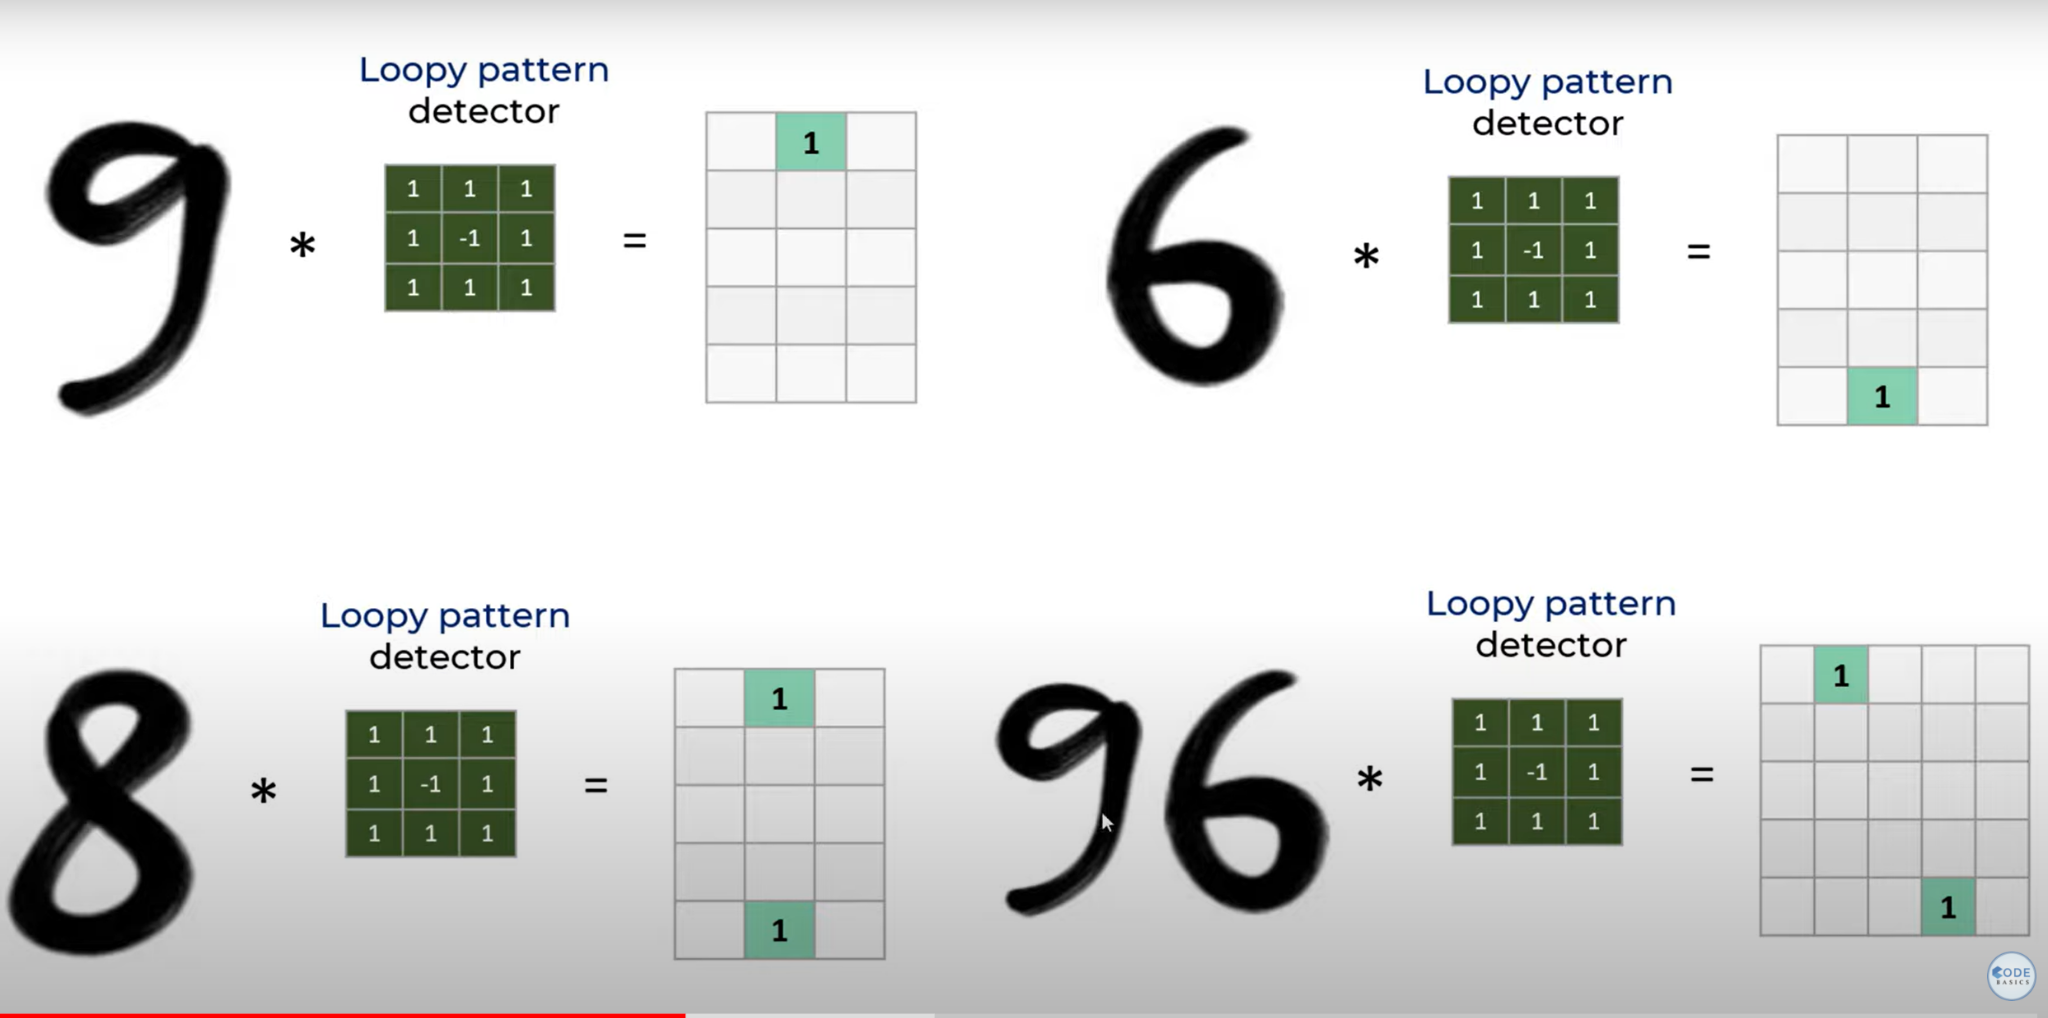 Loopy pattern
detector
9 * = 
1 1 1
1 -1 1
1 1 1
1
Loopy pattern
detector
6 * =
1 1 1
1 -1 1
1 1 1
1
Loopy pattern
detector
8 * =
1 1 1
1 -1 1
1 1 1
1
1
Loopy pattern
detector
96 * =
1 1 1
1 -1 1
1 1 1
1
1
CODE
BASICS